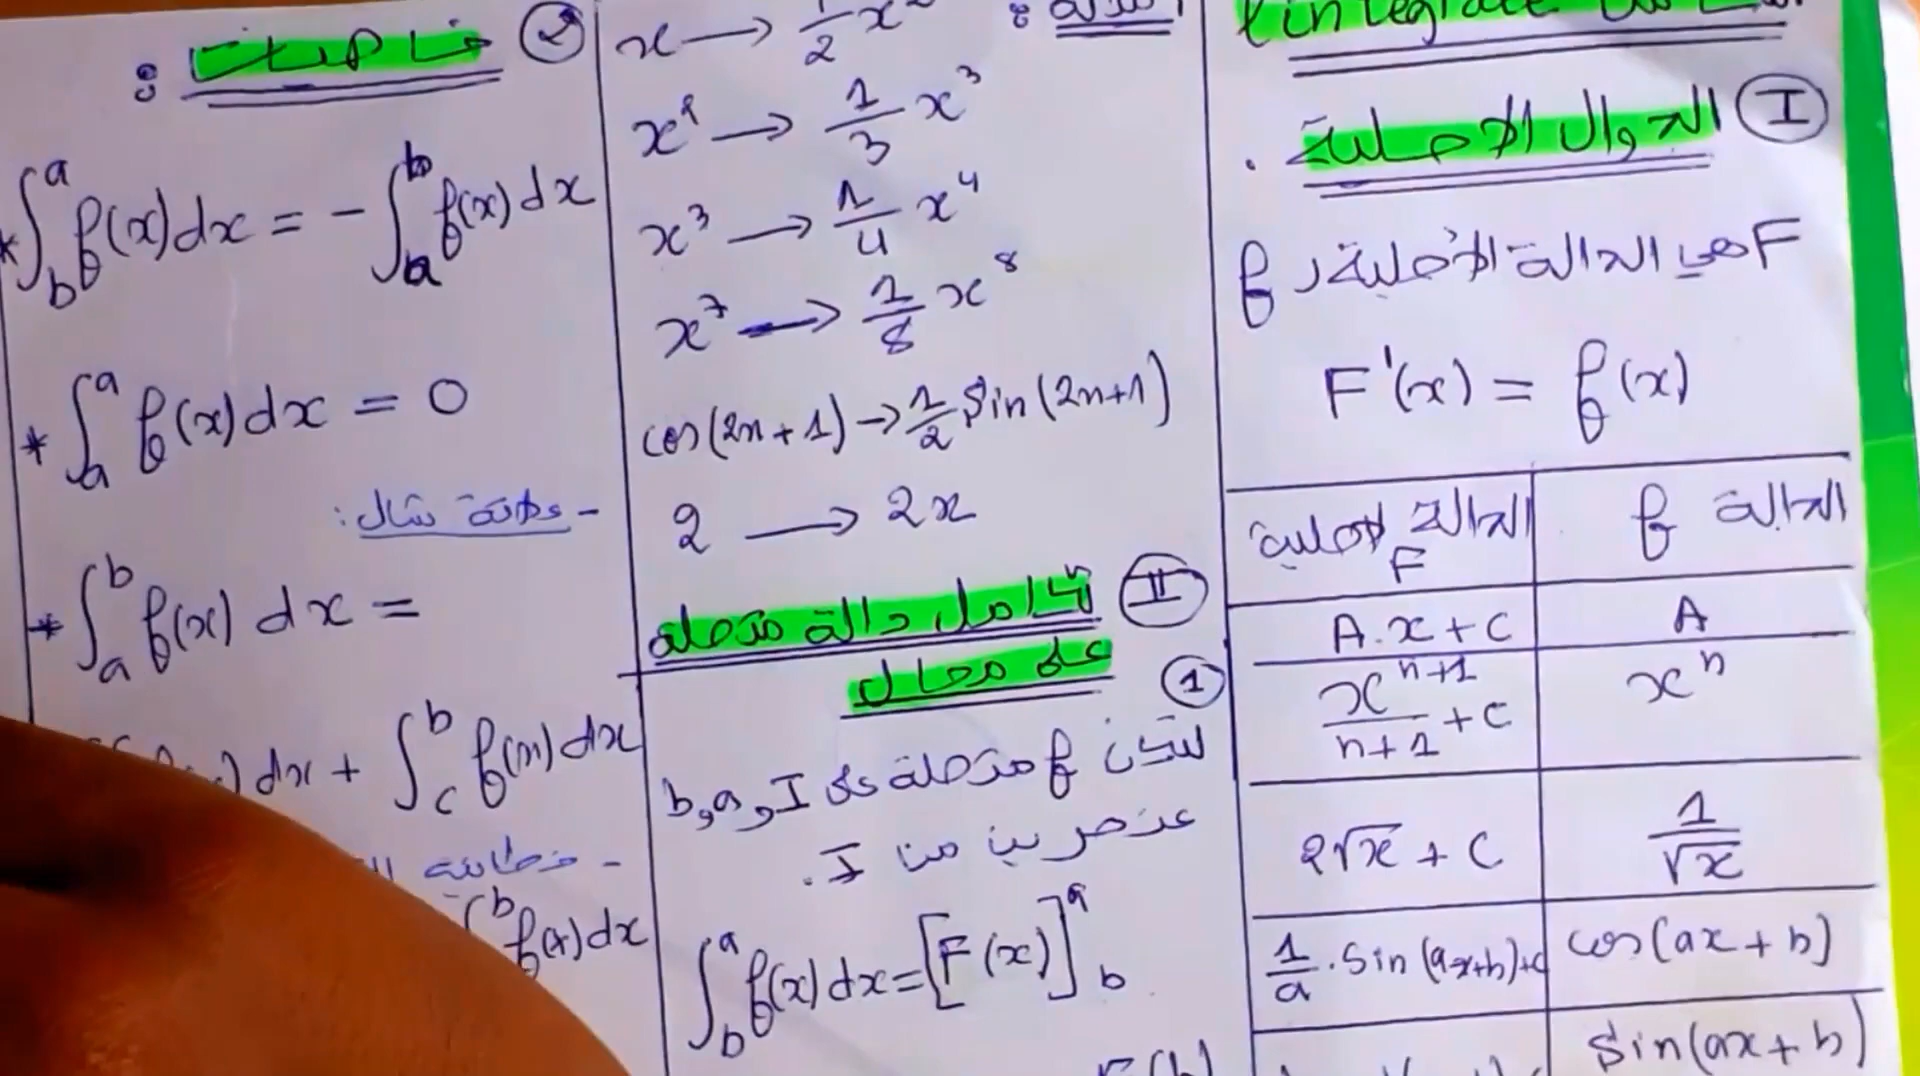 l'intégrale
I الدوال الأصلية.
F هي الدالة الأصلية لـ f
F'(x) = f(x)
الدالة f | الدالة الأصلية F
A | A.x+c
xⁿ | xⁿ⁺¹/(n+1) +c
1/√x | 2√x + c
cos(ax+b) | 1/a . Sin(ax+b)+c
Sin(ax+b)
أمثلة :
x → 1/2 x²
x² → 1/3 x³
x³ → 1/4 x⁴
x⁷ → 1/8 x⁸
cos(2x+1) → 1/2 Sin(2x+1)
2 → 2x
II تكامل دالة متصلة
على مجال
1
لتكن f متصلة على I و a و b
عنصرين من I.
∫_b^a f(x)dx = [F(x)]_b^a
2 خاصيات :
* ∫_b^a f(x)dx = - ∫_a^b f(x)dx
* ∫_a^a f(x)dx = 0
- علاقة شال:
* ∫_a^b f(x) dx =
dx + ∫_c^b f(x)dx
- خطانية
∫^b f(x)dx